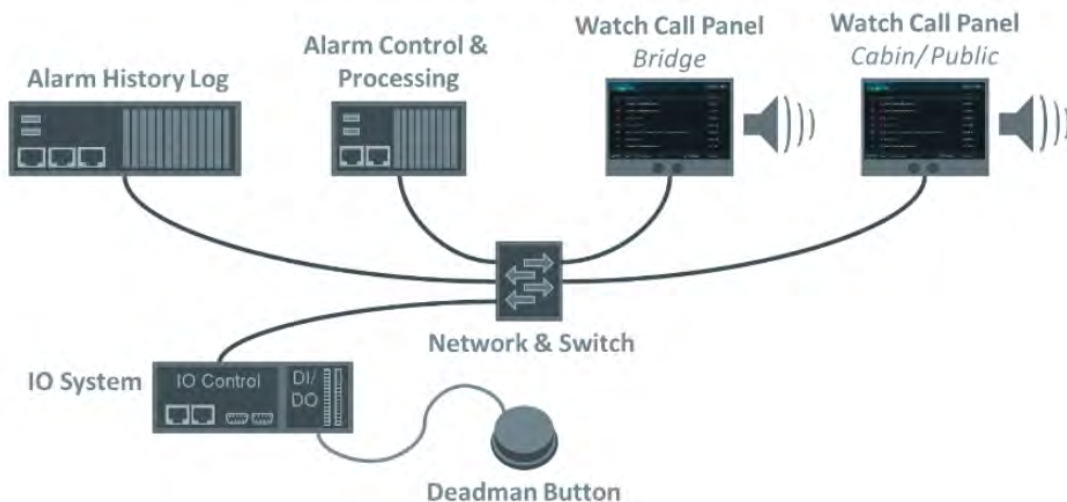 Alarm History Log
Alarm Control &
Processing
Watch Call Panel
Bridge
Watch Call Panel
Cabin/Public
Network & Switch
IO System
IO Control
DI/
DO
Deadman Button